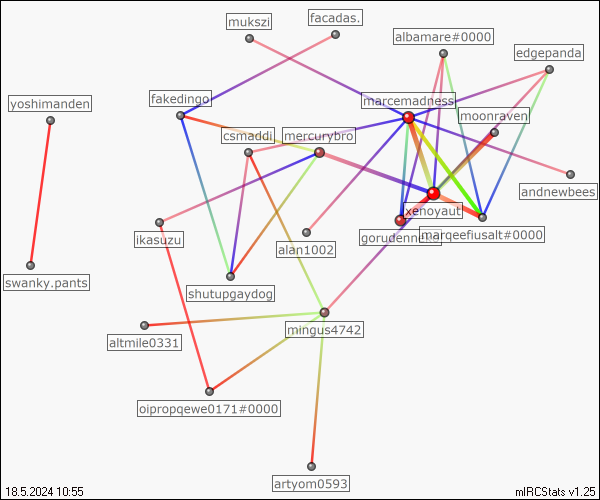 mukszi
facadas.
albamare#0000
edgepanda
yoshimanden
fakedingo
marcemadness
moonraven
csmaddi
mercurybro
andnewbees
xenoyaut
ikasuzu
alan1002
marqeefiusalt#0000
swanky.pants
shutupgaydog
mingus4742
altmile0331
oipropqewe0171#0000
artyom0593
18.5.2024 10:55
mIRCStats v1.25